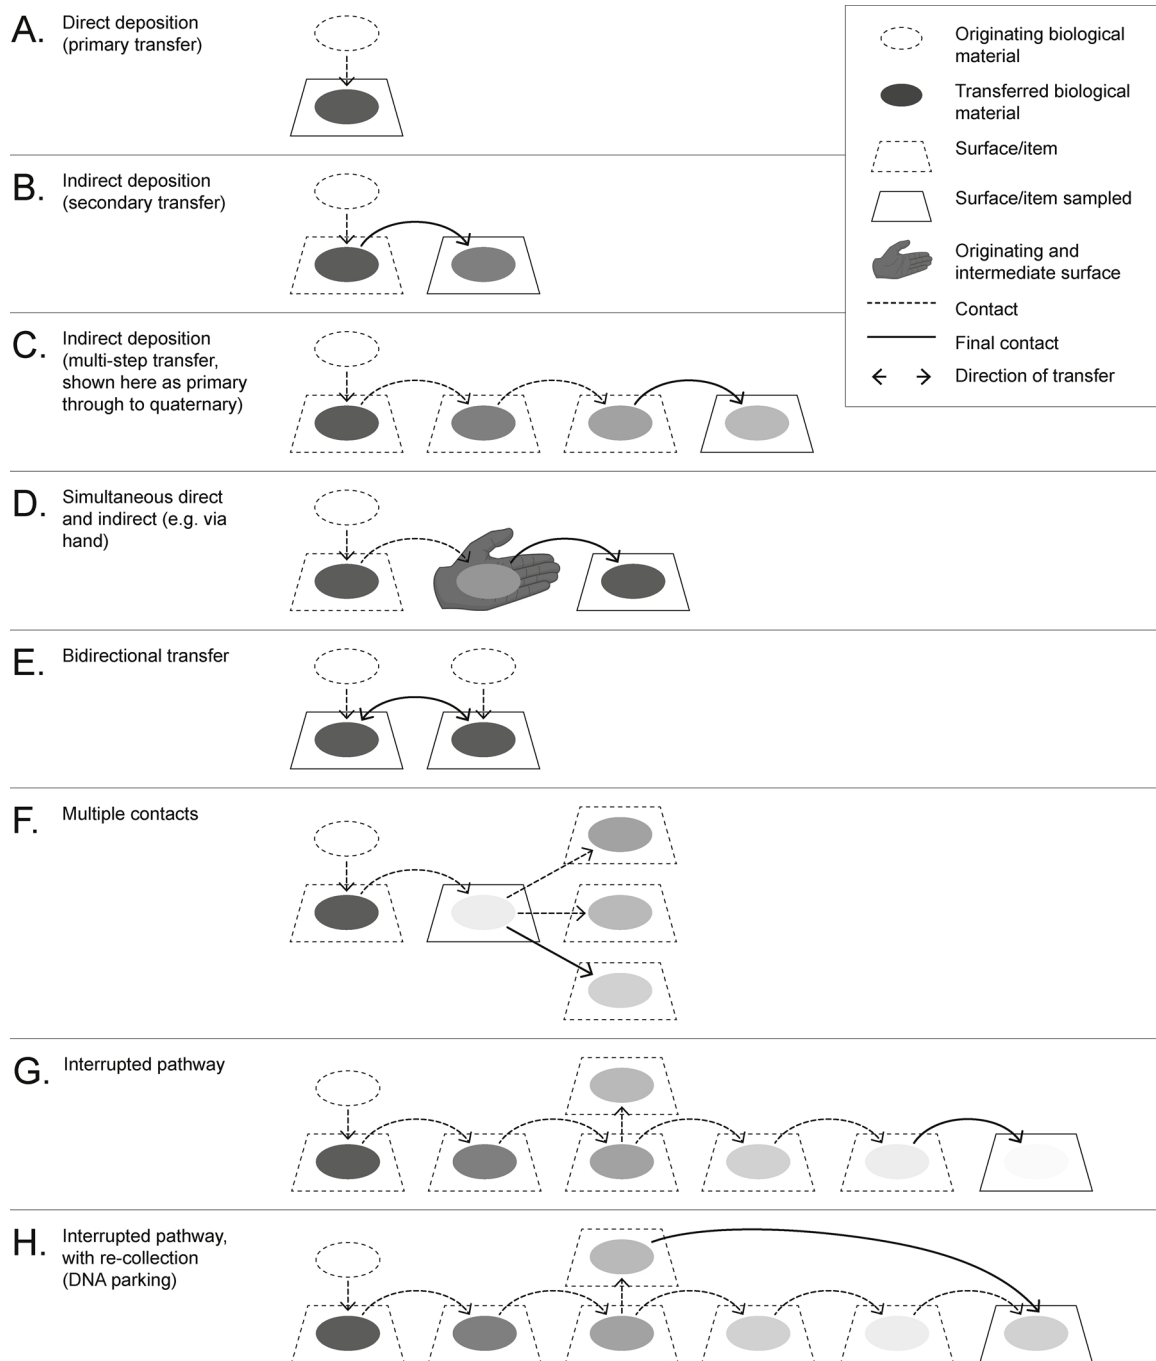 A.
Direct deposition
(primary transfer)
B.
Indirect deposition
(secondary transfer)
C.
Indirect deposition
(multi-step transfer,
shown here as primary
through to quaternary)
D.
Simultaneous direct
and indirect (e.g. via
hand)
E.
Bidirectional transfer
F.
Multiple contacts
G.
Interrupted pathway
H.
Interrupted pathway,
with re-collection
(DNA parking)
Originating biological
material
Transferred biological
material
Surface/item
Surface/item sampled
Originating and
intermediate surface
Contact
Final contact
Direction of transfer